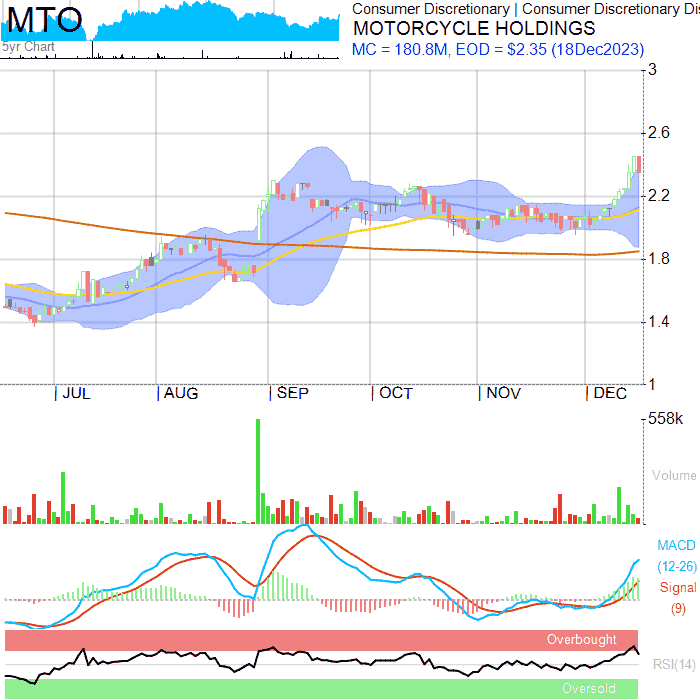 MTO
5yr Chart
Consumer Discretionary | Consumer Discretionary Dis
MOTORCYCLE HOLDINGS
MC = 180.8M, EOD = $2.35 (18Dec2023)
3
2.6
2.2
1.8
1.4
1
| JUL | AUG | SEP | OCT | NOV | DEC
558k
Volume
MACD
(12-26)
Signal
(9)
Overbought
RSI(14)
Oversold